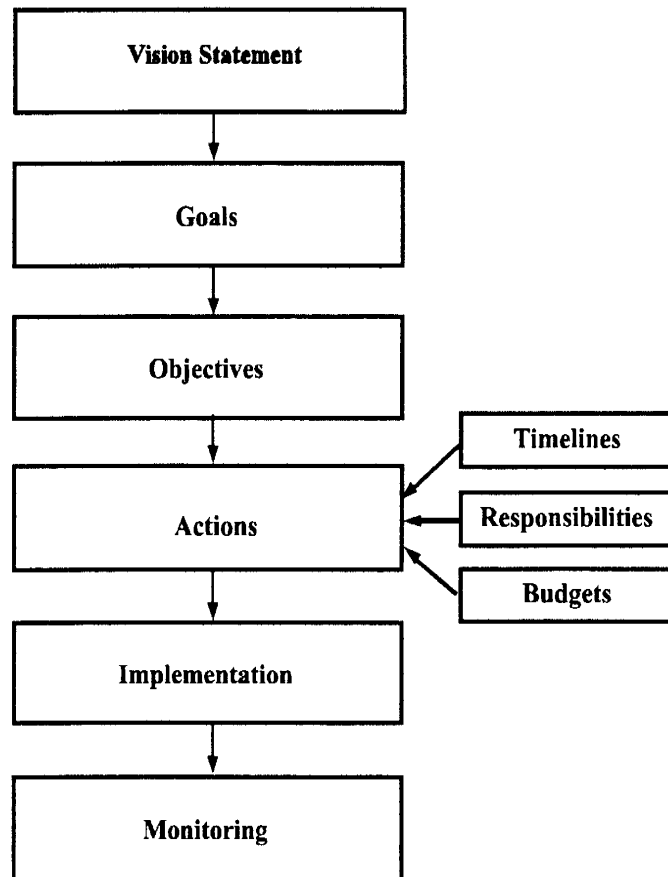 Vision Statement
Goals
Objectives
Timelines
Actions
Responsibilities
Budgets
Implementation
Monitoring